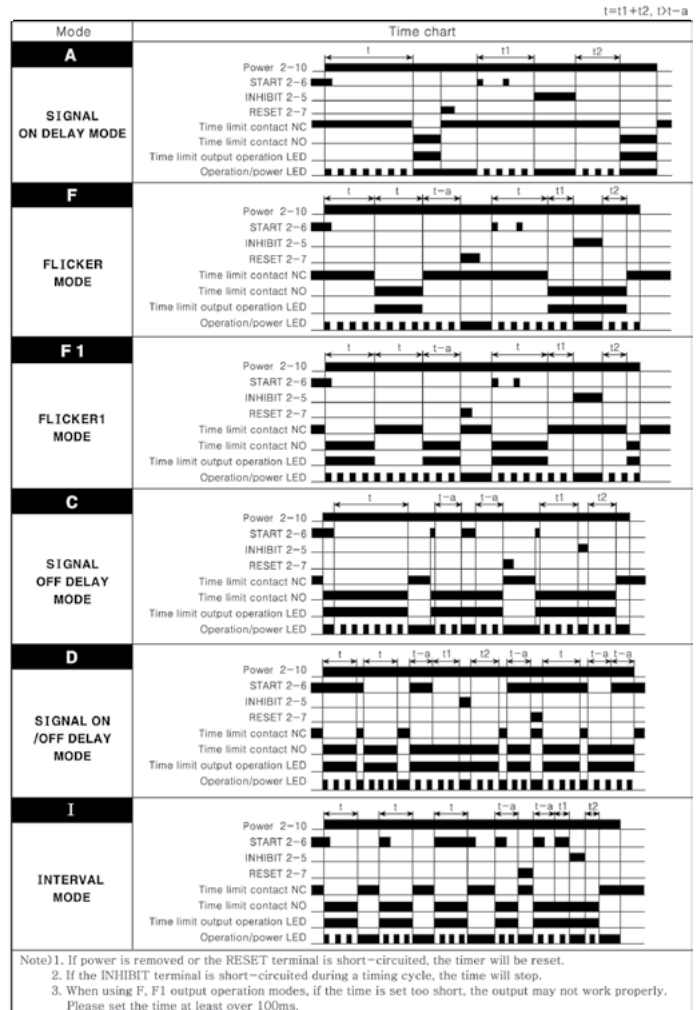 t=t1+t2, t>t-a
Mode Time chart
A
SIGNAL
ON DELAY MODE
t t1 t2
Power 2-10
START 2-6
INHIBIT 2-5
RESET 2-7
Time limit contact NC
Time limit contact NO
Time limit output operation LED
Operation/power LED
F
FLICKER
MODE
t t t-a t t1 t2
Power 2-10
START 2-6
INHIBIT 2-5
RESET 2-7
Time limit contact NC
Time limit contact NO
Time limit output operation LED
Operation/power LED
F1
FLICKER1
MODE
t t t-a t t1 t2
Power 2-10
START 2-6
INHIBIT 2-5
RESET 2-7
Time limit contact NC
Time limit contact NO
Time limit output operation LED
Operation/power LED
C
SIGNAL
OFF DELAY
MODE
t t-a t-a t1 t2
Power 2-10
START 2-6
INHIBIT 2-5
RESET 2-7
Time limit contact NC
Time limit contact NO
Time limit output operation LED
Operation/power LED
D
SIGNAL ON
/OFF DELAY
MODE
t t t-a t1 t2 t-a t t-a t-a
Power 2-10
START 2-6
INHIBIT 2-5
RESET 2-7
Time limit contact NC
Time limit contact NO
Time limit output operation LED
Operation/power LED
I
INTERVAL
MODE
t t t t-a t-a t1 t2
Power 2-10
START 2-6
INHIBIT 2-5
RESET 2-7
Time limit contact NC
Time limit contact NO
Time limit output operation LED
Operation/power LED
Note)1. If power is removed or the RESET terminal is short-circuited, the timer will be reset.
2. If the INHIBIT terminal is short-circuited during a timing cycle, the time will stop.
3. When using F, F1 output operation modes, if the time is set too short, the output may not work properly.
Please set the time at least over 100ms.